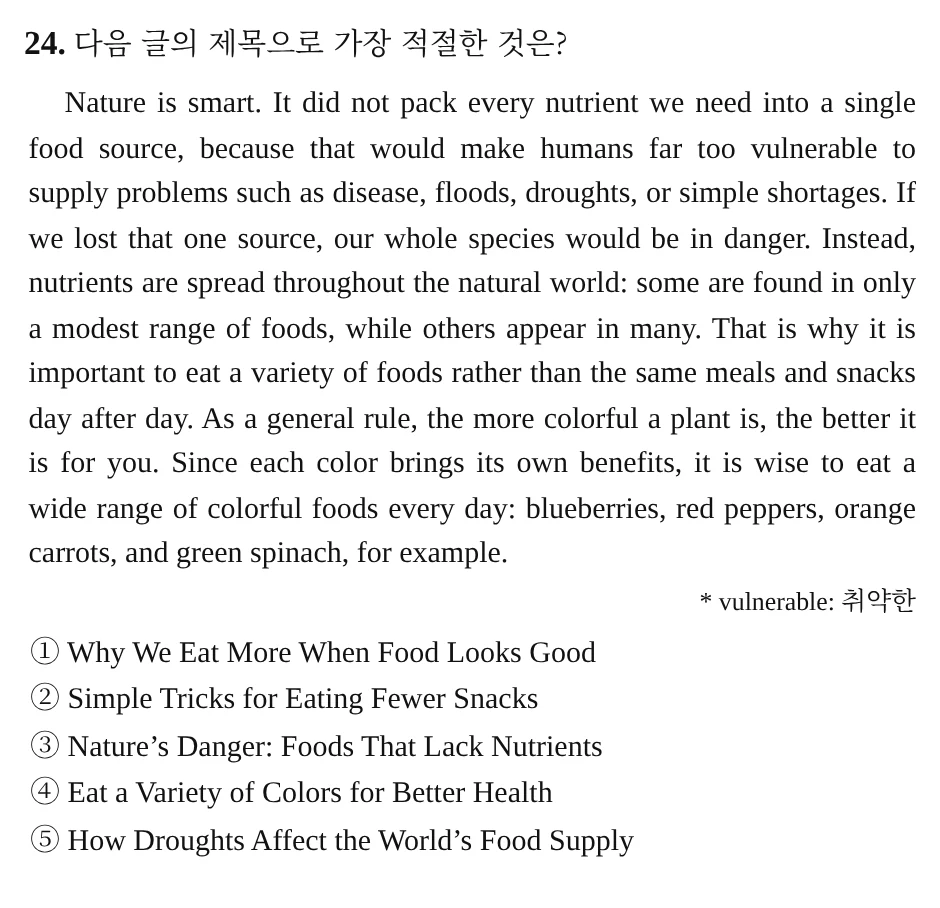 24. 다음 글의 제목으로 가장 적절한 것은?
Nature is smart. It did not pack every nutrient we need into a single
food source, because that would make humans far too vulnerable to
supply problems such as disease, floods, droughts, or simple shortages. If
we lost that one source, our whole species would be in danger. Instead,
nutrients are spread throughout the natural world: some are found in only
a modest range of foods, while others appear in many. That is why it is
important to eat a variety of foods rather than the same meals and snacks
day after day. As a general rule, the more colorful a plant is, the better it
is for you. Since each color brings its own benefits, it is wise to eat a
wide range of colorful foods every day: blueberries, red peppers, orange
carrots, and green spinach, for example.
* vulnerable: 취약한
① Why We Eat More When Food Looks Good
② Simple Tricks for Eating Fewer Snacks
③ Nature’s Danger: Foods That Lack Nutrients
④ Eat a Variety of Colors for Better Health
⑤ How Droughts Affect the World’s Food Supply